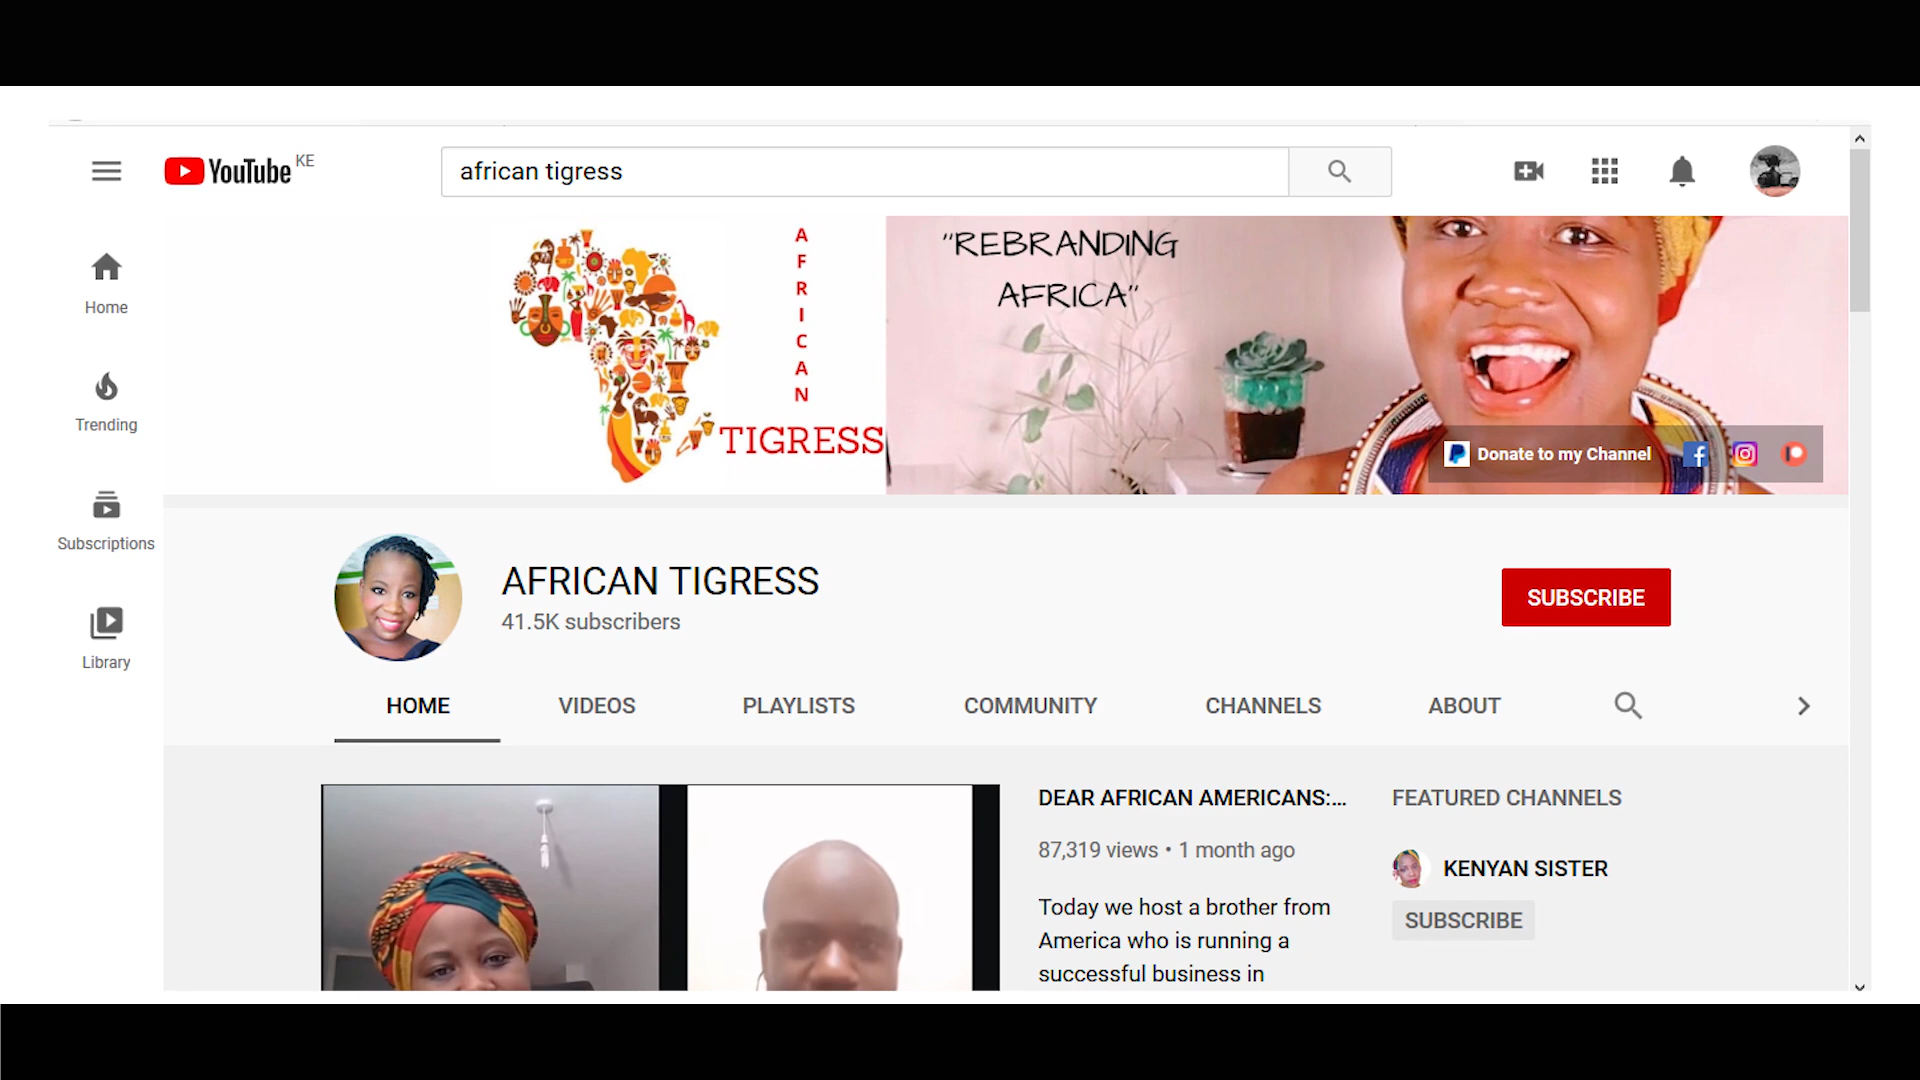 YouTube KE
african tigress
Home
Trending
Subscriptions
Library
AFRICAN
TIGRESS
"REBRANDING
AFRICA"
Donate to my Channel
AFRICAN TIGRESS
41.5K subscribers
SUBSCRIBE
HOME VIDEOS PLAYLISTS COMMUNITY CHANNELS ABOUT
DEAR AFRICAN AMERICANS:...
87,319 views • 1 month ago
Today we host a brother from
America who is running a
successful business in
FEATURED CHANNELS
KENYAN SISTER
SUBSCRIBE